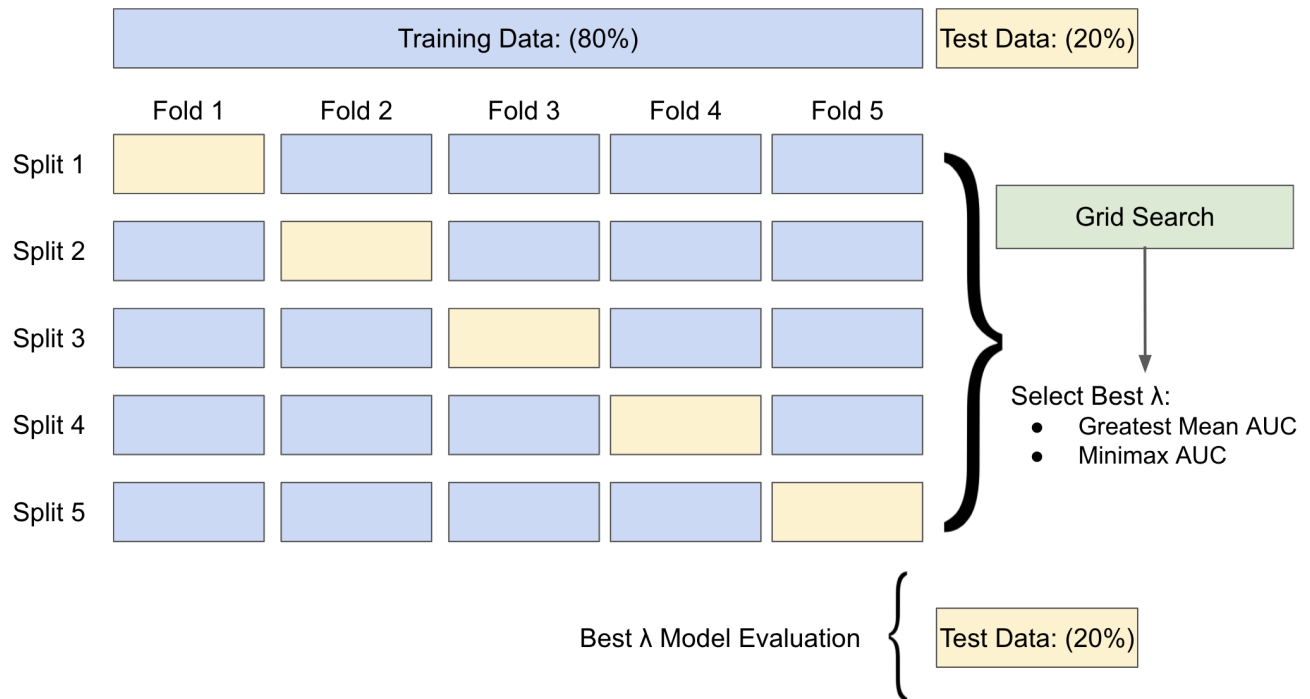 Training Data: (80%)
Test Data: (20%)
Fold 1
Fold 2
Fold 3
Fold 4
Fold 5
Split 1
Split 2
Split 3
Split 4
Split 5
Grid Search
Select Best λ:
● Greatest Mean AUC
● Minimax AUC
Best λ Model Evaluation
Test Data: (20%)